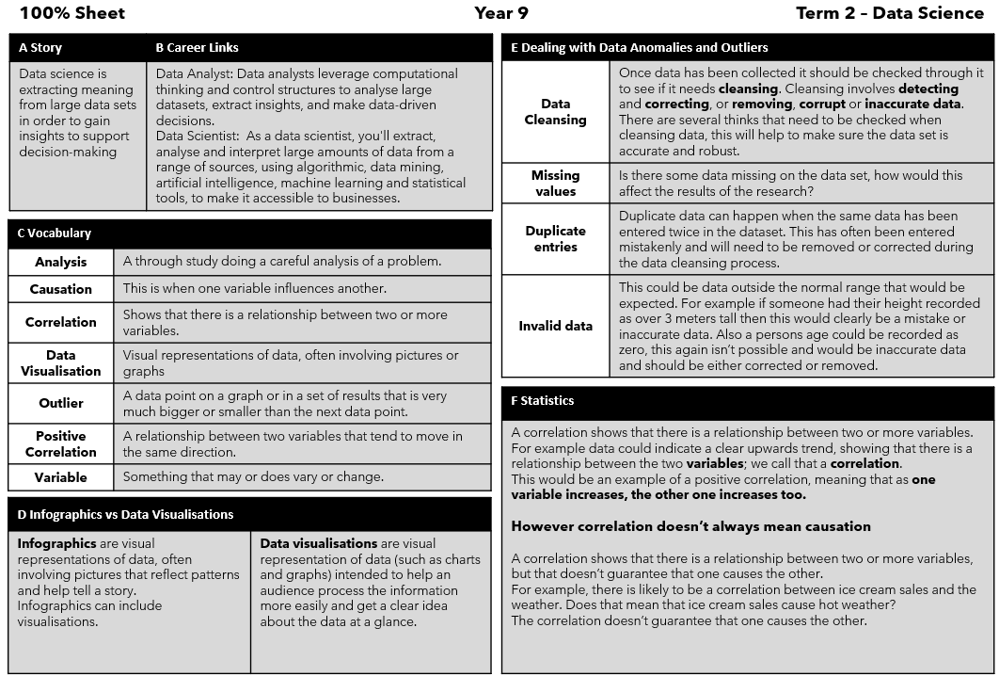 100% Sheet
Year 9
Term 2 – Data Science
A Story
Data science is
extracting meaning
from large data sets
in order to gain
insights to support
decision-making
B Career Links
Data Analyst: Data analysts leverage computational
thinking and control structures to analyse large
datasets, extract insights, and make data-driven
decisions.
Data Scientist:  As a data scientist, you'll extract,
analyse and interpret large amounts of data from a
range of sources, using algorithmic, data mining,
artificial intelligence, machine learning and statistical
tools, to make it accessible to businesses.
C Vocabulary
Analysis
A through study doing a careful analysis of a problem.
Causation
This is when one variable influences another.
Correlation
Shows that there is a relationship between two or more
variables.
Data
Visualisation
Visual representations of data, often involving pictures or
graphs
Outlier
A data point on a graph or in a set of results that is very
much bigger or smaller than the next data point.
Positive
Correlation
A relationship between two variables that tend to move in
the same direction.
Variable
Something that may or does vary or change.
D Infographics vs Data Visualisations
Infographics are visual
representations of data, often
involving pictures that reflect patterns
and help tell a story.
Infographics can include
visualisations.
Data visualisations are visual
representation of data (such as charts
and graphs) intended to help an
audience process the information
more easily and get a clear idea
about the data at a glance.
E Dealing with Data Anomalies and Outliers
Data
Cleansing
Once data has been collected it should be checked through it
to see if it needs cleansing. Cleansing involves detecting
and correcting, or removing, corrupt or inaccurate data.
There are several thinks that need to be checked when
cleansing data, this will help to make sure the data set is
accurate and robust.
Missing
values
Is there some data missing on the data set, how would this
affect the results of the research?
Duplicate
entries
Duplicate data can happen when the same data has been
entered twice in the dataset. This has often been entered
mistakenly and will need to be removed or corrected during
the data cleansing process.
Invalid data
This could be data outside the normal range that would be
expected. For example if someone had their height recorded
as over 3 meters tall then this would clearly be a mistake or
inaccurate data. Also a persons age could be recorded as
zero, this again isn't possible and would be inaccurate data
and should be either corrected or removed.
F Statistics
A correlation shows that there is a relationship between two or more variables.
For example data could indicate a clear upwards trend, showing that there is a
relationship between the two variables; we call that a correlation.
This would be an example of a positive correlation, meaning that as one
variable increases, the other one increases too.
However correlation doesn't always mean causation
A correlation shows that there is a relationship between two or more variables,
but that doesn't guarantee that one causes the other.
For example, there is likely to be a correlation between ice cream sales and the
weather. Does that mean that ice cream sales cause hot weather?
The correlation doesn't guarantee that one causes the other.